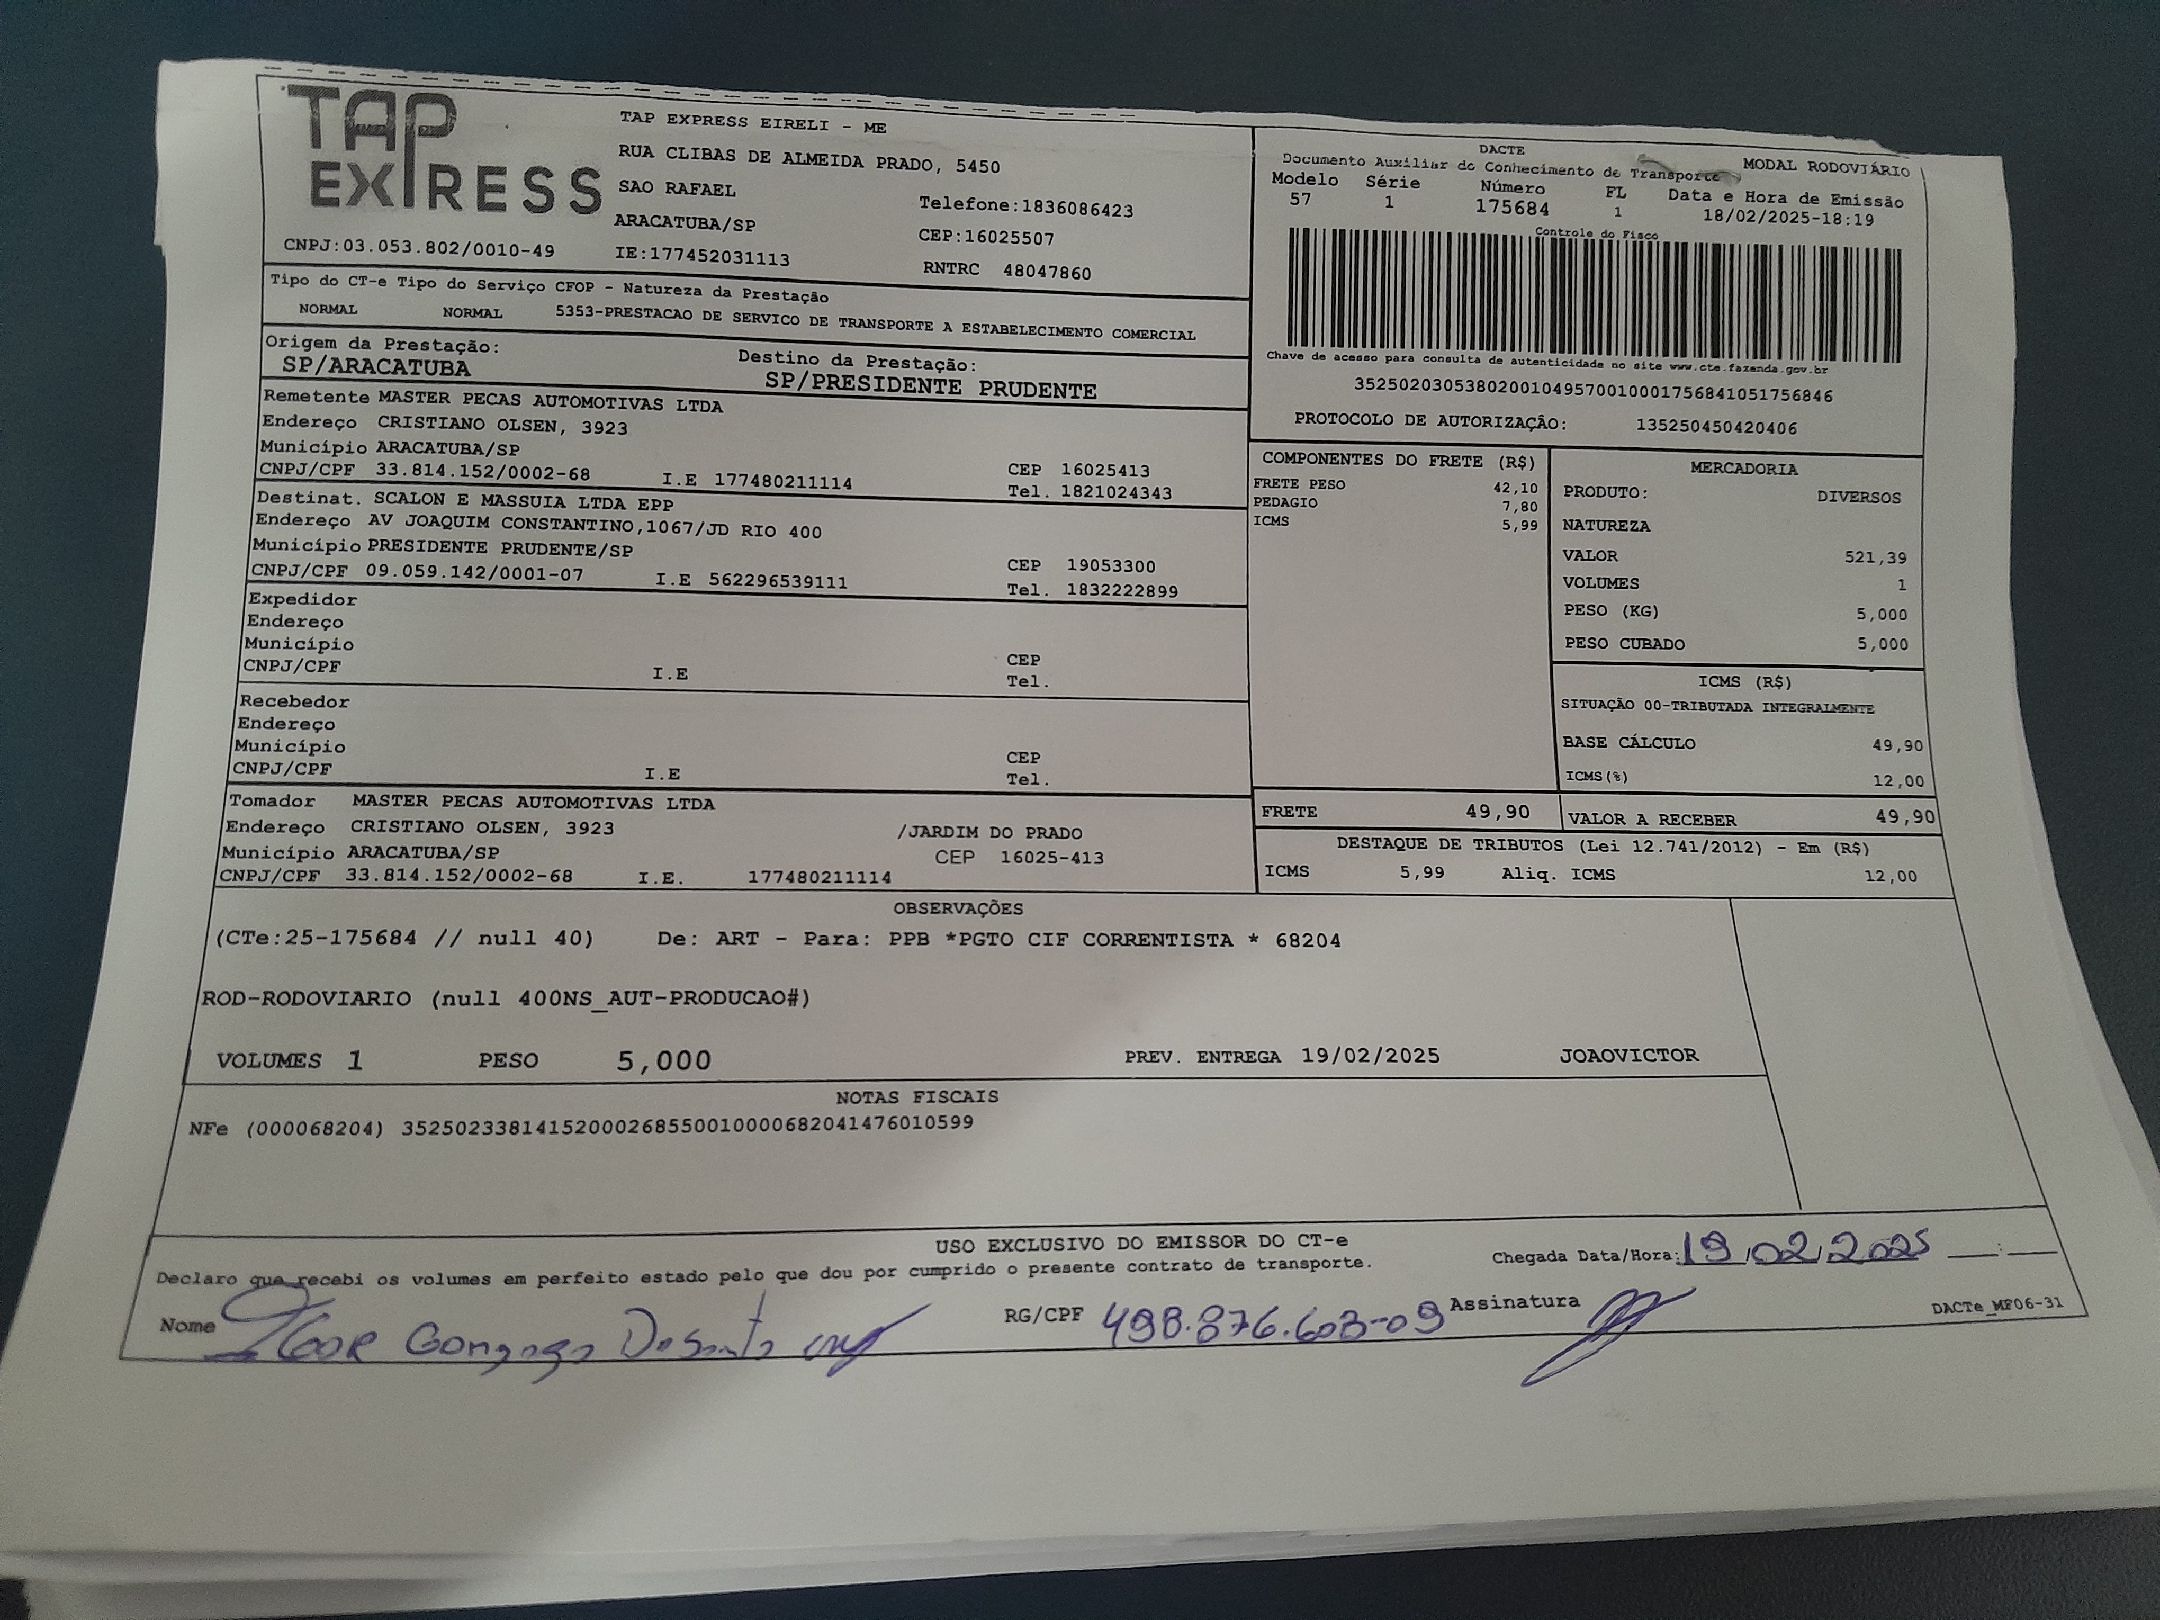 TAP EXPRESS
TAP EXPRESS EIRELI - ME
RUA CLIBAS DE ALMEIDA PRADO, 5450
SAO RAFAEL
Telefone:1836086423
ARACATUBA/SP
CEP:16025507
CNPJ:03.053.802/0010-49 IE:177452031113 RNTRC 48047860
DACTE
Documento Auxiliar do Conhecimento de Transporte MODAL RODOVIÁRIO
Modelo Série Número FL Data e Hora de Emissão
57 1 175684 1 18/02/2025-18:19
Controle do Fisco
Chave de acesso para consulta de autenticidade no site www.cte.fazenda.gov.br
35250203053802001049570010001756841051756846
PROTOCOLO DE AUTORIZAÇÃO: 135250450420406
Tipo do CT-e Tipo do Serviço CFOP - Natureza da Prestação
NORMAL NORMAL 5353-PRESTACAO DE SERVICO DE TRANSPORTE A ESTABELECIMENTO COMERCIAL
Origem da Prestação: Destino da Prestação:
SP/ARACATUBA SP/PRESIDENTE PRUDENTE
Remetente MASTER PECAS AUTOMOTIVAS LTDA
Endereço CRISTIANO OLSEN, 3923
Município ARACATUBA/SP CEP 16025413
CNPJ/CPF 33.814.152/0002-68 I.E 177480211114 Tel. 1821024343
Destinat. SCALON E MASSUIA LTDA EPP
Endereço AV JOAQUIM CONSTANTINO,1067/JD RIO 400
Município PRESIDENTE PRUDENTE/SP CEP 19053300
CNPJ/CPF 09.059.142/0001-07 I.E 562296539111 Tel. 1832222899
Expedidor
Endereço
Município CEP
CNPJ/CPF I.E Tel.
Recebedor
Endereço
Município CEP
CNPJ/CPF I.E Tel.
Tomador MASTER PECAS AUTOMOTIVAS LTDA
Endereço CRISTIANO OLSEN, 3923 /JARDIM DO PRADO
Município ARACATUBA/SP CEP 16025-413
CNPJ/CPF 33.814.152/0002-68 I.E. 177480211114
COMPONENTES DO FRETE (R$)
FRETE PESO 42,10
PEDAGIO 7,80
ICMS 5,99
MERCADORIA
PRODUTO: DIVERSOS
NATUREZA
VALOR 521,39
VOLUMES 1
PESO (KG) 5,000
PESO CUBADO 5,000
ICMS (R$)
SITUAÇÃO 00-TRIBUTADA INTEGRALMENTE
BASE CÁLCULO 49,90
ICMS(%) 12,00
FRETE 49,90 VALOR A RECEBER 49,90
DESTAQUE DE TRIBUTOS (Lei 12.741/2012) - Em (R$)
ICMS 5,99 Aliq. ICMS 12,00
OBSERVAÇÕES
(CTe:25-175684 // null 40) De: ART - Para: PPB *PGTO CIF CORRENTISTA * 68204
ROD-RODOVIARIO (null 400NS_AUT-PRODUCAO#)
VOLUMES 1 PESO 5,000 PREV. ENTREGA 19/02/2025 JOAOVICTOR
NOTAS FISCAIS
NFe (000068204) 35250233814152000268550010000682041476010599
USO EXCLUSIVO DO EMISSOR DO CT-e
Chegada Data/Hora: 19/02/2025 __:__
Declaro que recebi os volumes em perfeito estado pelo que dou por cumprido o presente contrato de transporte.
Nome Igor Gonzaga Do Santo RG/CPF 498.876.603-09 Assinatura
DACTe_MF06-31